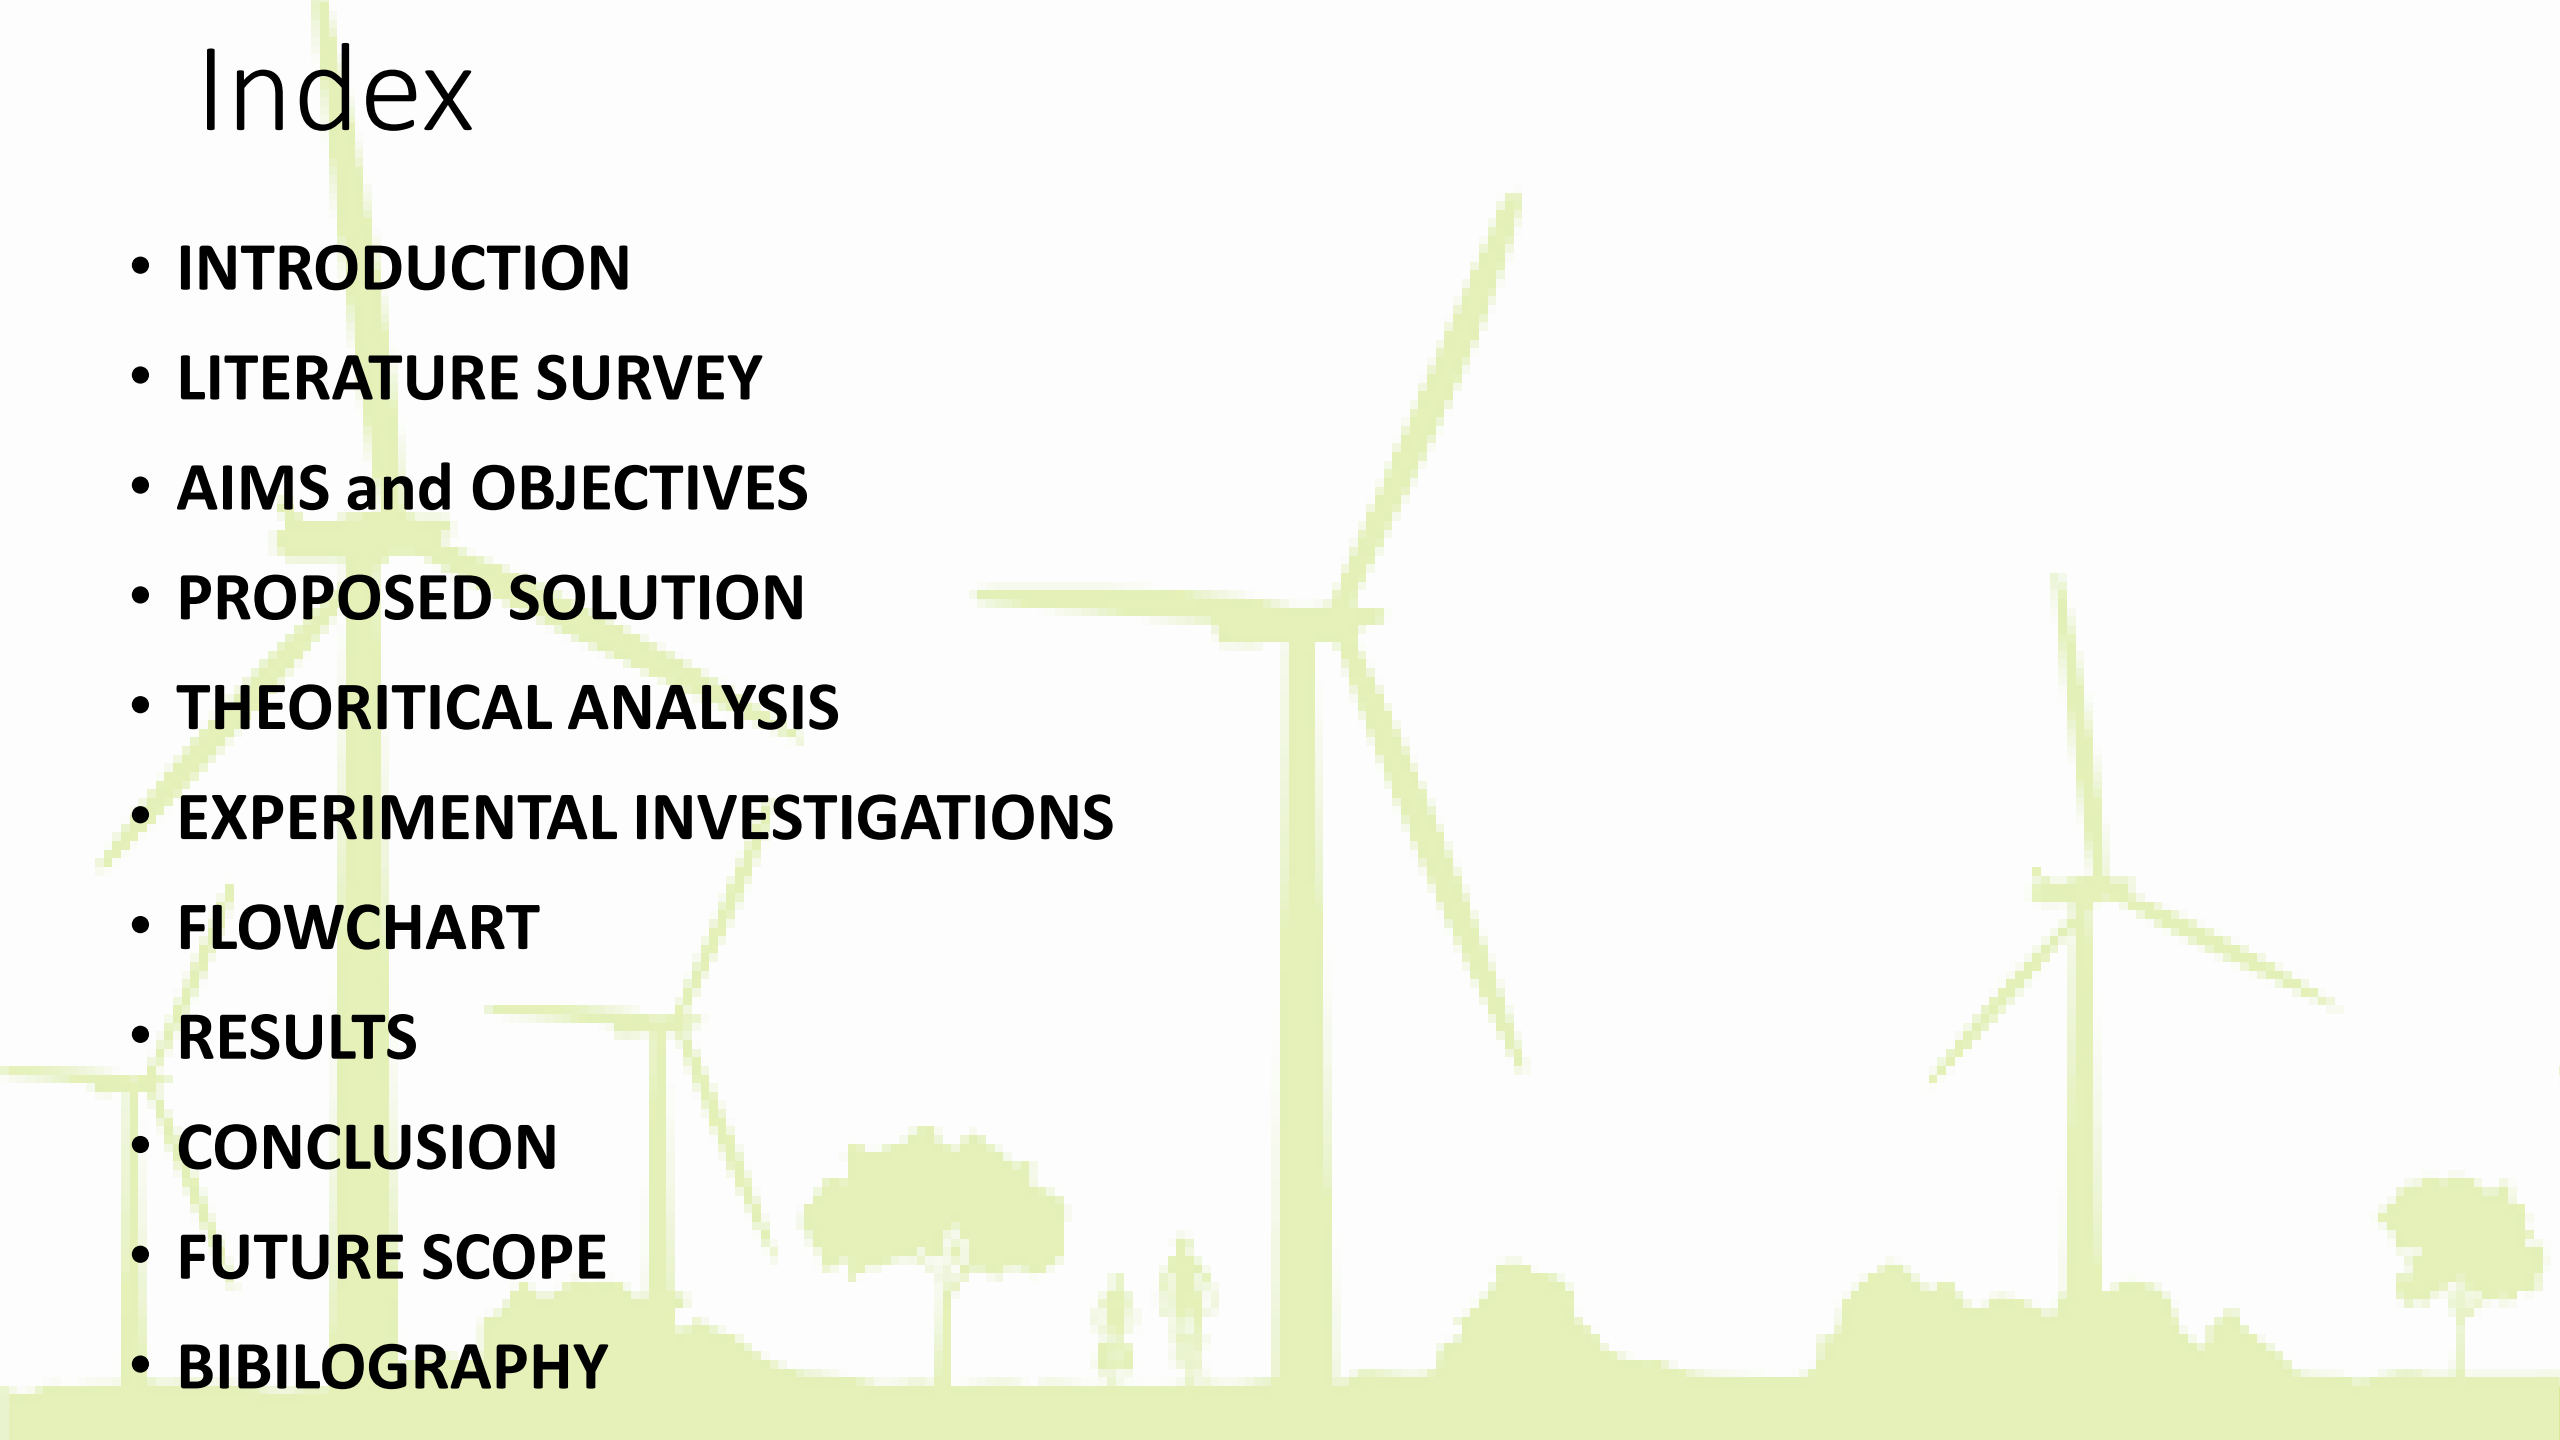 Index
• INTRODUCTION
• LITERATURE SURVEY
• AIMS and OBJECTIVES
• PROPOSED SOLUTION
• THEORITICAL ANALYSIS
• EXPERIMENTAL INVESTIGATIONS
• FLOWCHART
• RESULTS
• CONCLUSION
• FUTURE SCOPE
• BIBILOGRAPHY